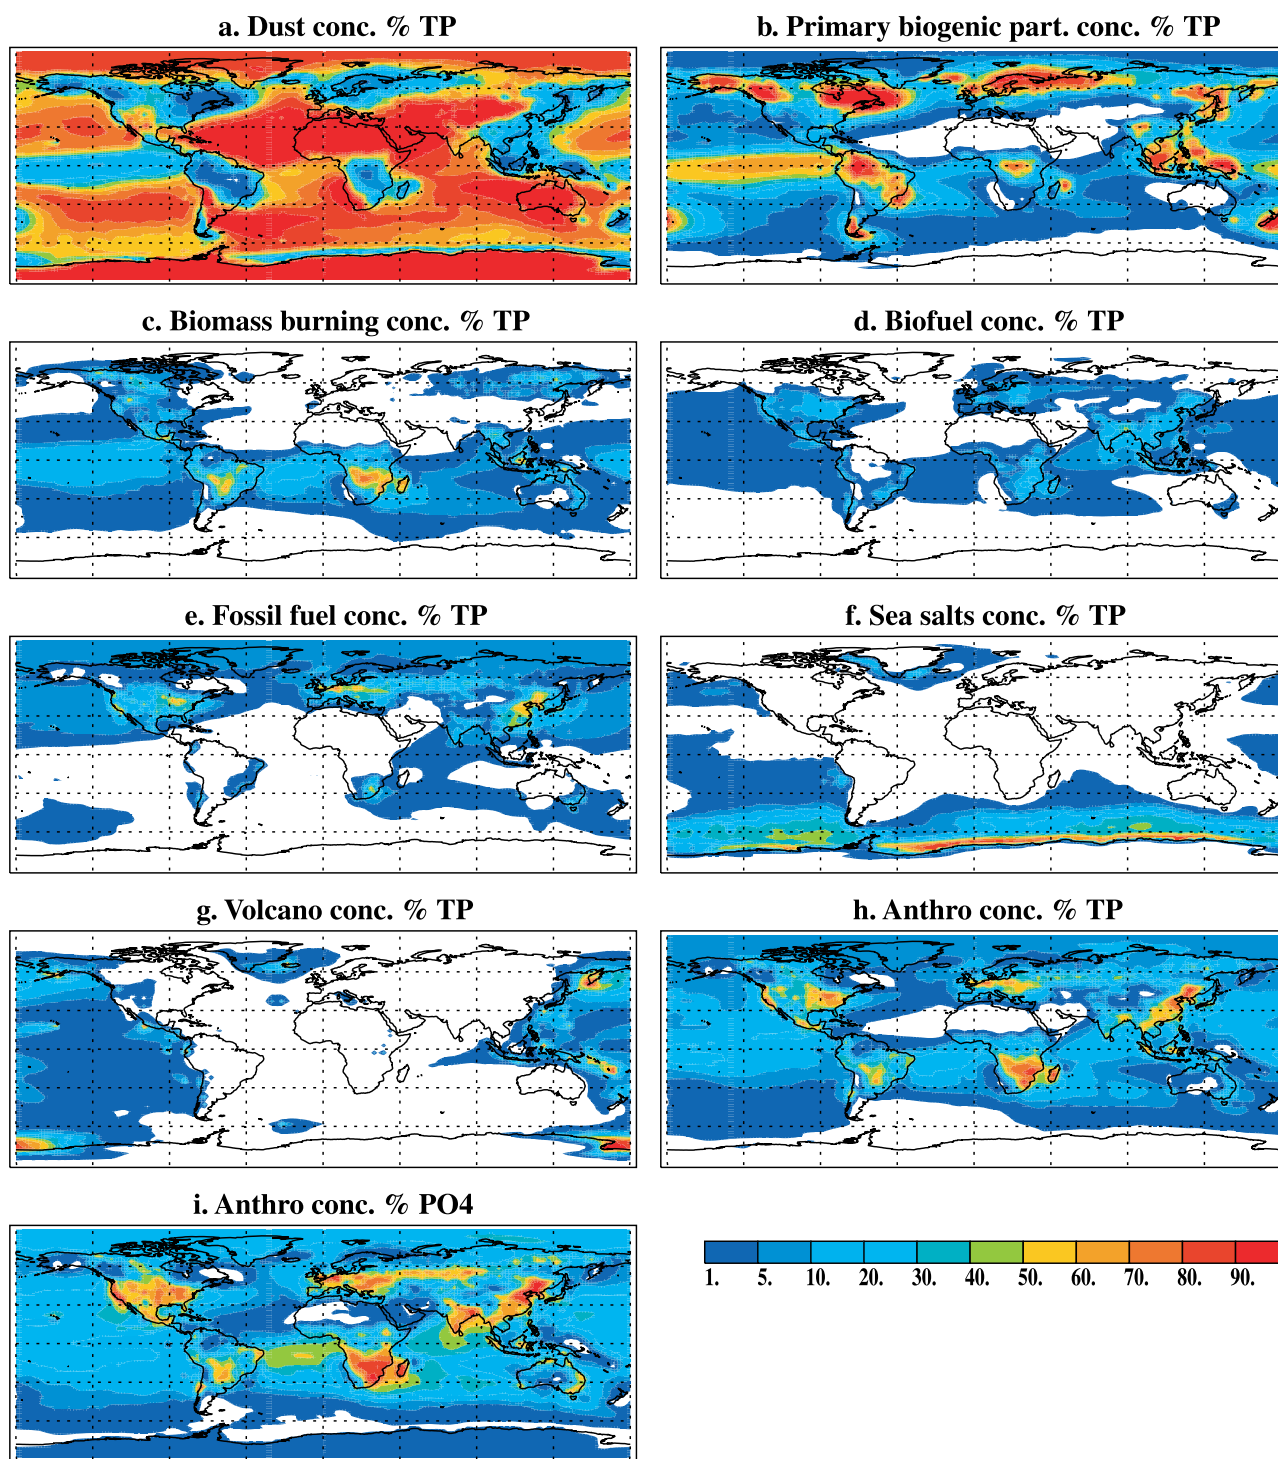 a. Dust conc. % TP
b. Primary biogenic part. conc. % TP
c. Biomass burning conc. % TP
d. Biofuel conc. % TP
e. Fossil fuel conc. % TP
f. Sea salts conc. % TP
g. Volcano conc. % TP
h. Anthro conc. % TP
i. Anthro conc. % PO4
1. 5. 10. 20. 30. 40. 50. 60. 70. 80. 90.